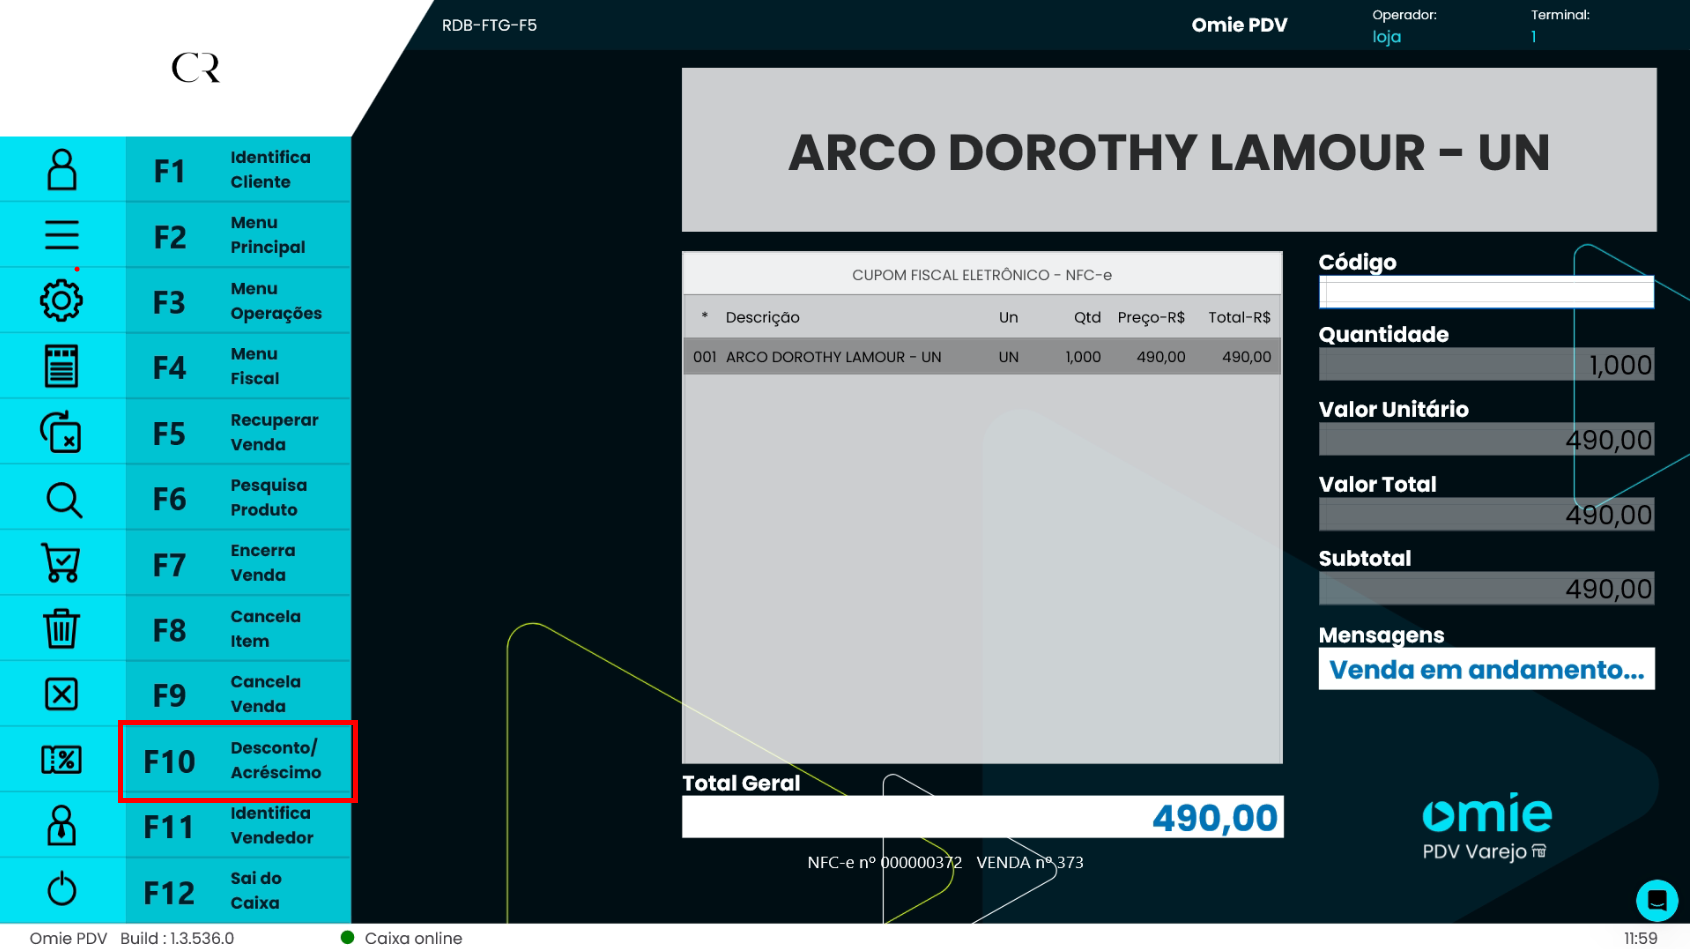 CR
RDB-FTG-F5
Omie PDV
Operador:
loja
Terminal:
1
F1 Identifica
Cliente
F2 Menu
Principal
F3 Menu
Operações
F4 Menu
Fiscal
F5 Recuperar
Venda
F6 Pesquisa
Produto
F7 Encerra
Venda
F8 Cancela
Item
F9 Cancela
Venda
F10 Desconto/
Acréscimo
F11 Identifica
Vendedor
F12 Sai do
Caixa
ARCO DOROTHY LAMOUR - UN
CUPOM FISCAL ELETRÔNICO - NFC-e
* Descrição Un Qtd Preço-R$ Total-R$
001 ARCO DOROTHY LAMOUR - UN UN 1,000 490,00 490,00
Total Geral
490,00
NFC-e nº 000000372 VENDA nº 373
Código
Quantidade
1,000
Valor Unitário
490,00
Valor Total
490,00
Subtotal
490,00
Mensagens
Venda em andamento...
omie
PDV Varejo
Omie PDV Build : 1.3.536.0 Caixa online 11:59